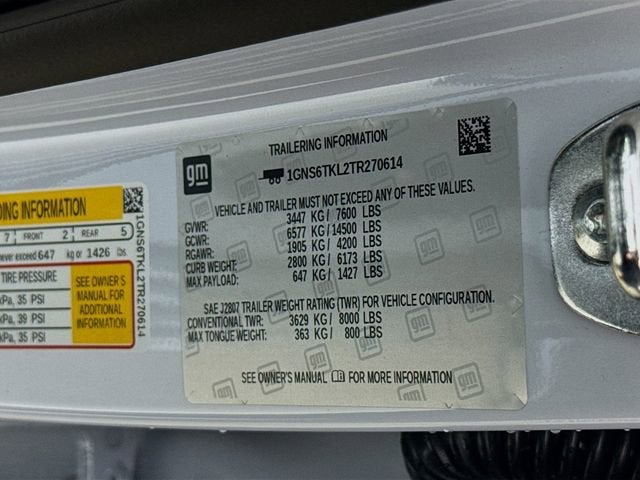 DING INFORMATION
7 FRONT 2 REAR 5
never exceed 647 kg or 1426 lbs.
TIRE PRESSURE
kPa, 35 PSI
kPa, 39 PSI
kPa, 35 PSI
SEE OWNER'S
MANUAL FOR
ADDITIONAL
INFORMATION
1GNS6TKL2TR270614
gm
TRAILERING INFORMATION
1GNS6TKL2TR270614
VEHICLE AND TRAILER MUST NOT EXCEED ANY OF THESE VALUES.
GVWR: 3447 KG/ 7600 LBS
GCWR: 6577 KG/ 14500 LBS
RGAWR: 1905 KG/ 4200 LBS
CURB WEIGHT: 2800 KG/ 6173 LBS
MAX PAYLOAD: 647 KG/ 1427 LBS
SAE J2807 TRAILER WEIGHT RATING (TWR) FOR VEHICLE CONFIGURATION.
CONVENTIONAL TWR: 3629 KG/ 8000 LBS
MAX TONGUE WEIGHT: 363 KG/ 800 LBS
SEE OWNER'S MANUAL FOR MORE INFORMATION